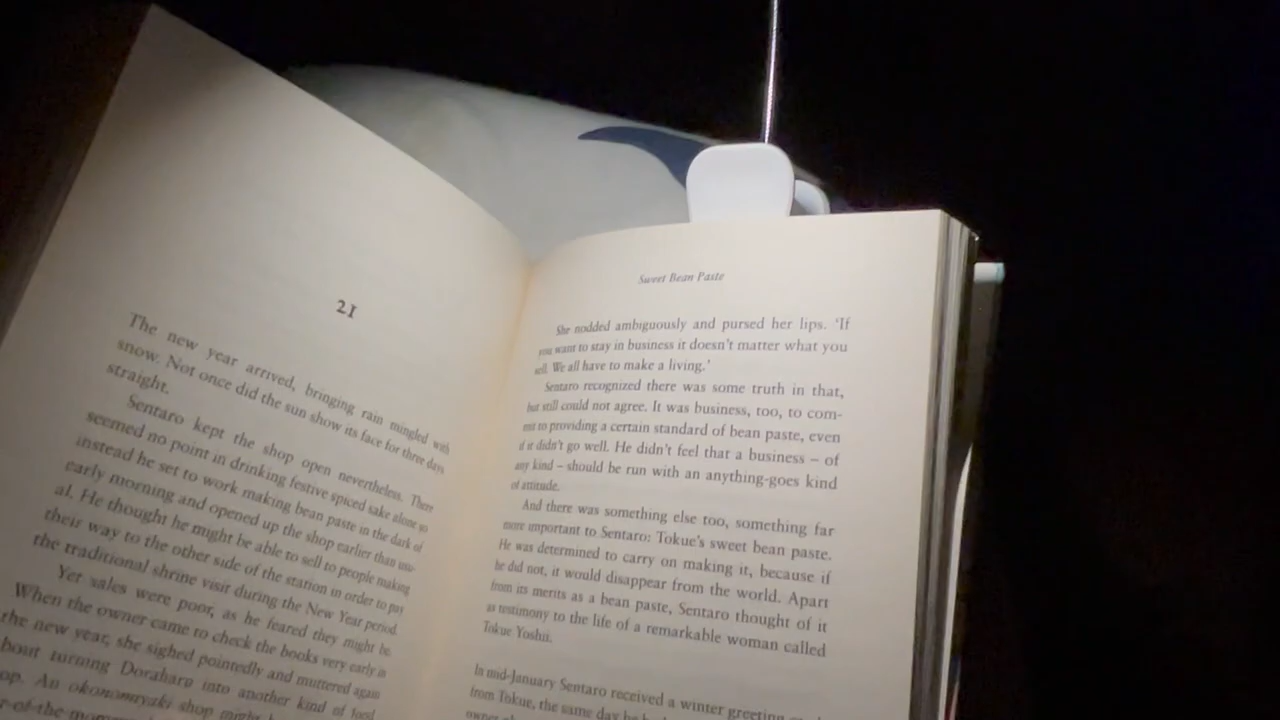 21
The new year arrived, bringing rain mingled with
snow. Not once did the sun show its face for three days
straight.
Sentaro kept the shop open nevertheless. There
seemed no point in drinking festive spiced sake alone so
instead he set to work making bean paste in the dark of
early morning and opened up the shop earlier than usu-
al. He thought he might be able to sell to people making
their way to the other side of the station in order to pay
the traditional shrine visit during the New Year period.
Yet sales were poor, as he feared they might be.
When the owner came to check the books very early in
the new year, she sighed pointedly and muttered again
bout turning Doraharu into another kind of food
op. An okonomiyaki shop might
r-of-the
Sweet Bean Paste
She nodded ambiguously and pursed her lips. ‘If
you want to stay in business it doesn’t matter what you
sell. We all have to make a living.’
Sentaro recognized there was some truth in that,
but still could not agree. It was business, too, to com-
mit to providing a certain standard of bean paste, even
if it didn’t go well. He didn’t feel that a business – of
any kind – should be run with an anything-goes kind
of attitude.
And there was something else too, something far
more important to Sentaro: Tokue’s sweet bean paste.
He was determined to carry on making it, because if
he did not, it would disappear from the world. Apart
from its merits as a bean paste, Sentaro thought of it
as testimony to the life of a remarkable woman called
Tokue Yoshii.
In mid-January Sentaro received a winter greeting
from Tokue, the same day he
owner